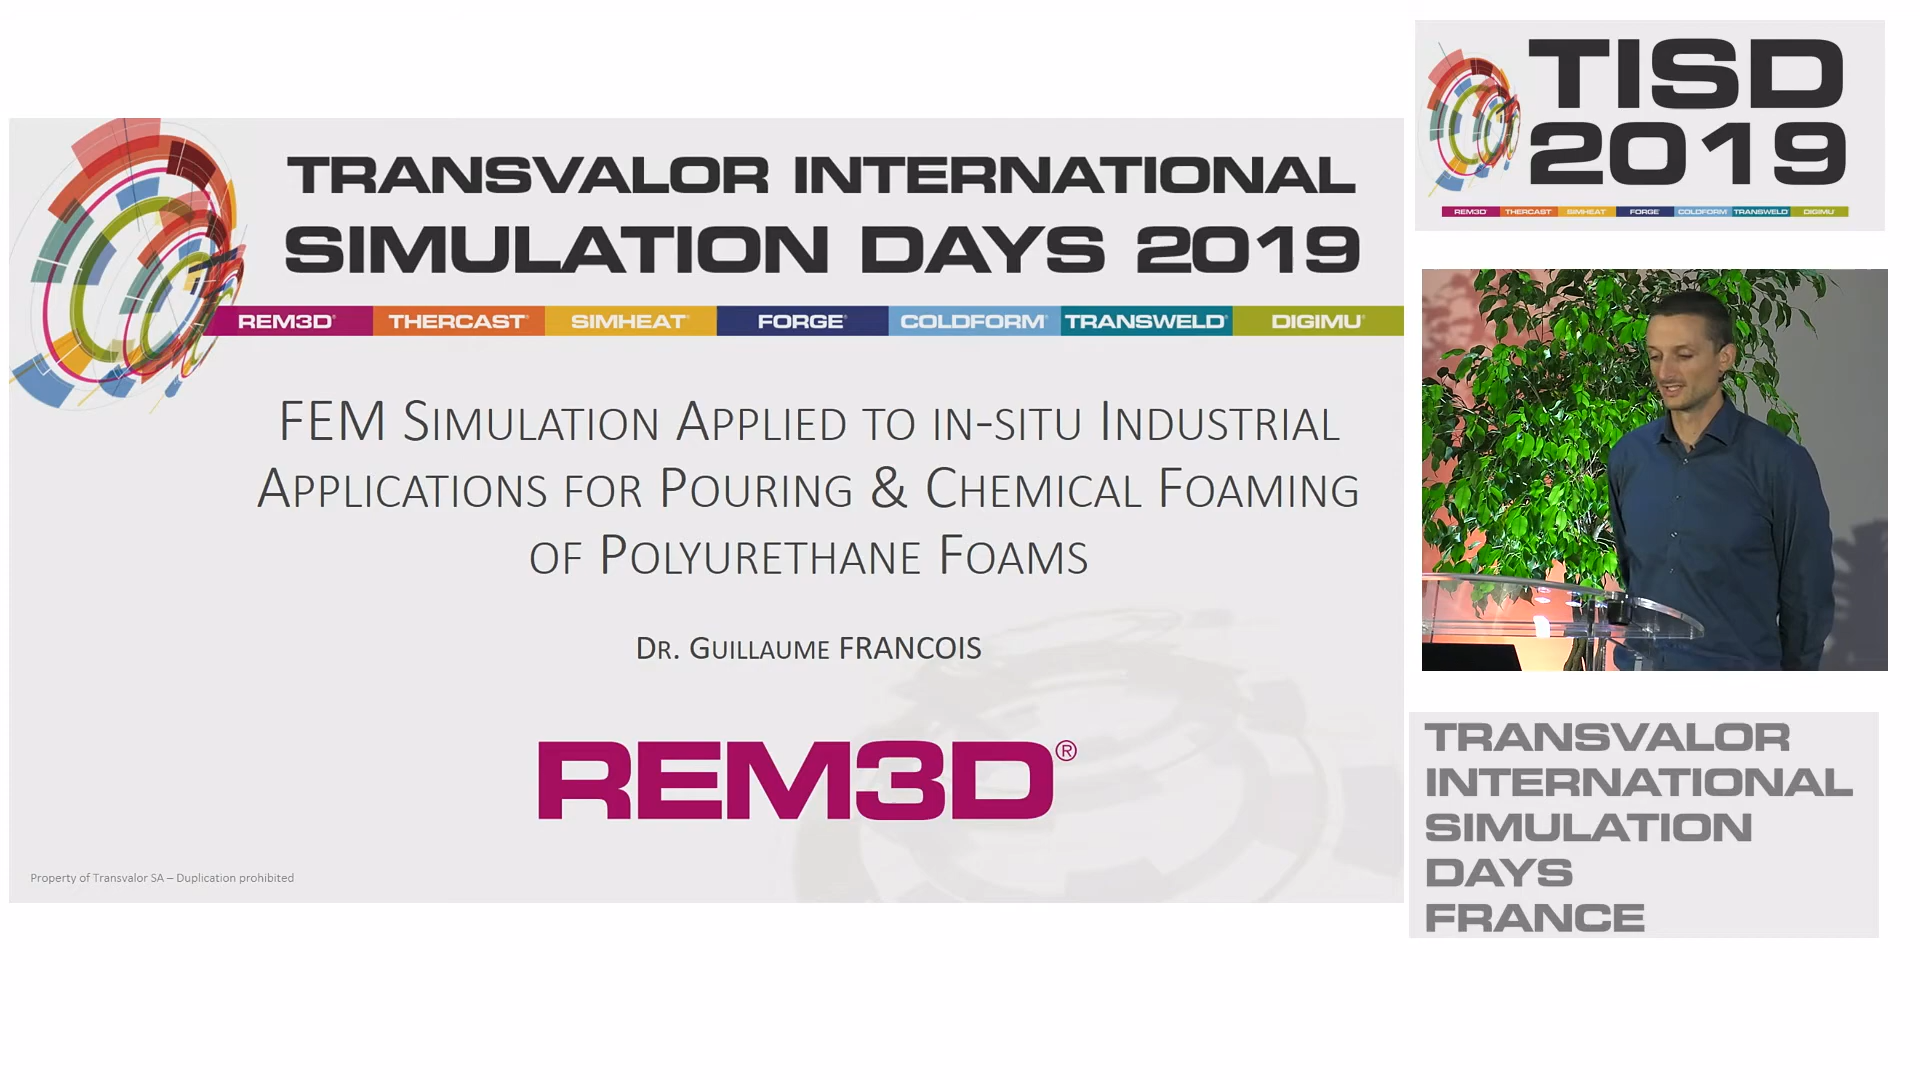 TRANSVALOR INTERNATIONAL
SIMULATION DAYS 2019
REM3D® THERCAST® SIMHEAT® FORGE® COLDFORM® TRANSWELD® DIGIMU®
FEM SIMULATION APPLIED TO IN-SITU INDUSTRIAL
APPLICATIONS FOR POURING & CHEMICAL FOAMING
OF POLYURETHANE FOAMS
DR. GUILLAUME FRANCOIS
REM3D®
Property of Transvalor SA – Duplication prohibited
TISD
2019
REM3D® THERCAST® SIMHEAT® FORGE® COLDFORM® TRANSWELD® DIGIMU®
TRANSVALOR
INTERNATIONAL
SIMULATION
DAYS
FRANCE